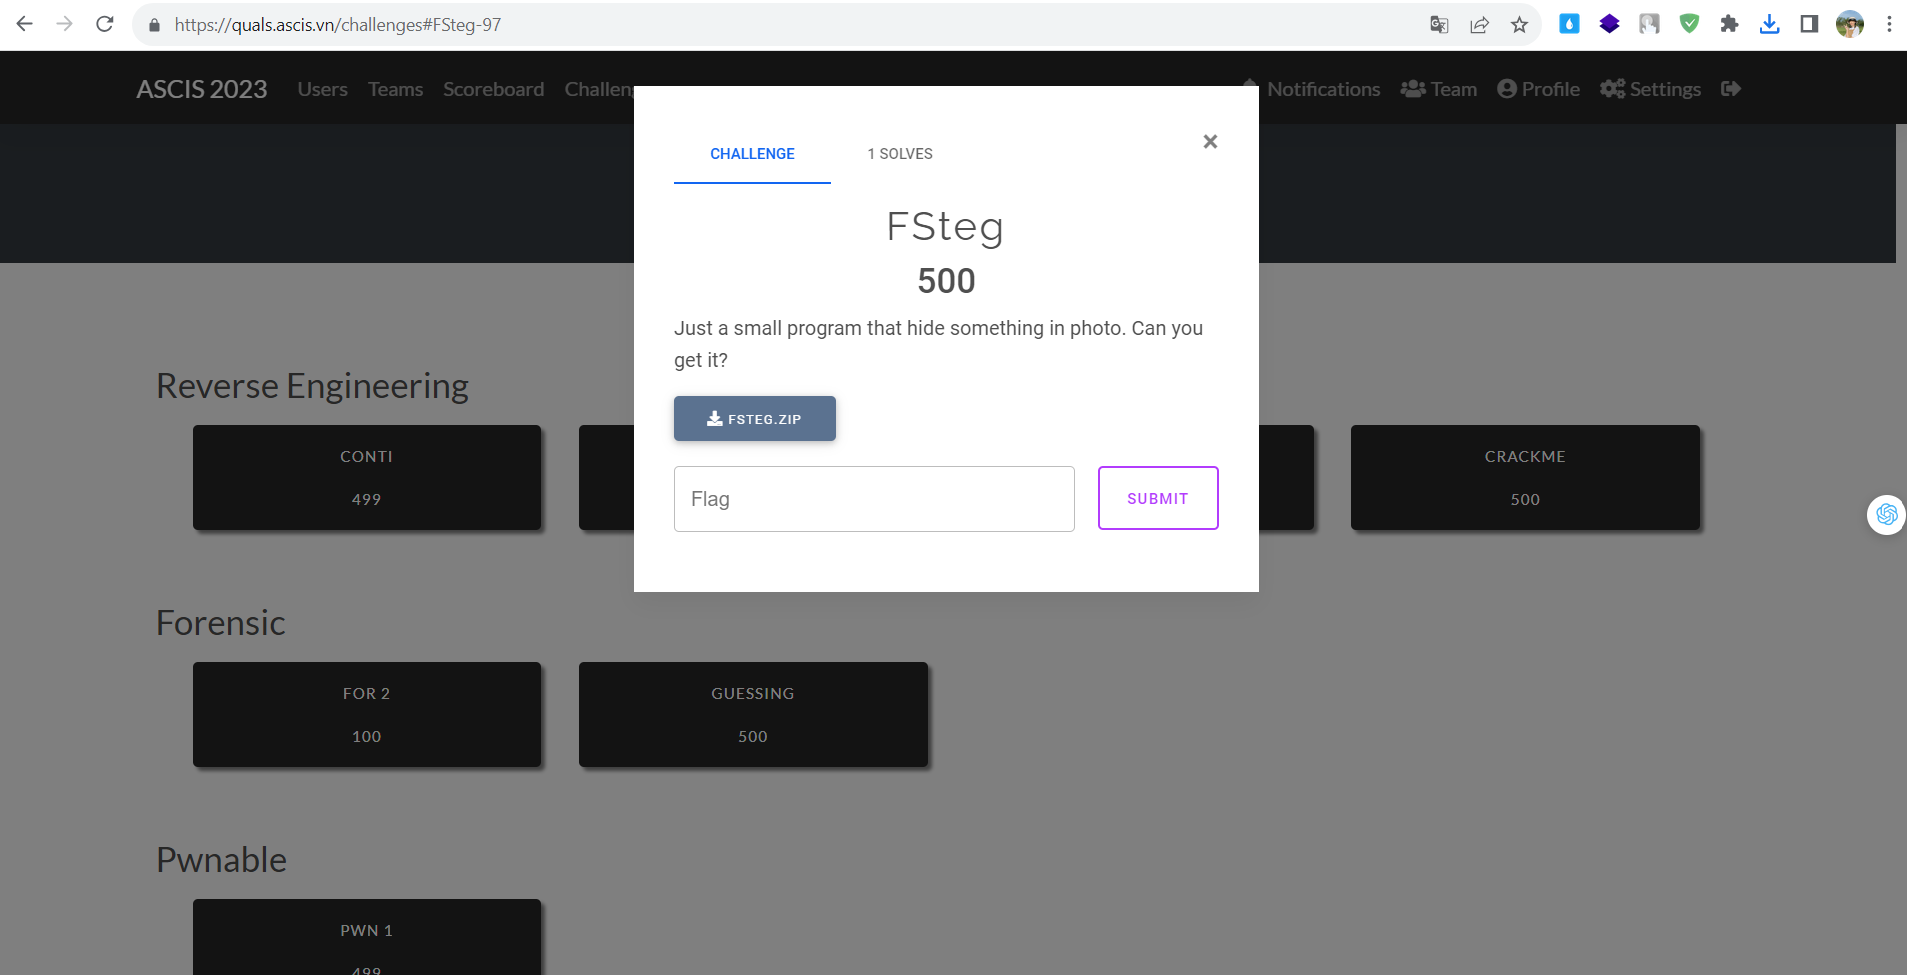 https://quals.ascis.vn/challenges#FSteg-97
ASCIS 2023 Users Teams Scoreboard Notifications Team Profile Settings
CHALLENGE 1 SOLVES ×
FSteg
500
Just a small program that hide something in photo. Can you
get it?
FSTEG.ZIP
Flag SUBMIT
Reverse Engineering
CONTI CRACKME
499 500
Forensic
FOR 2 GUESSING
100 500
Pwnable
PWN 1
499